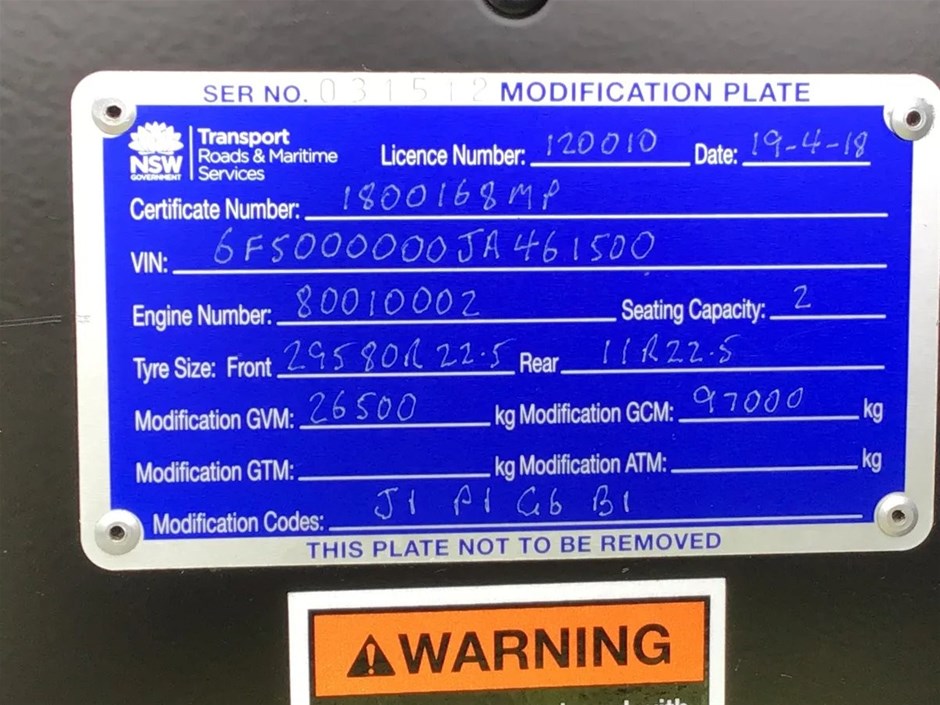 SER NO. 031512 MODIFICATION PLATE
NSW GOVERNMENT
Transport
Roads & Maritime
Services
Licence Number: 120010 Date: 19-4-18
Certificate Number: 1800168MP
VIN: 6F5000000JA461500
Engine Number: 80010002 Seating Capacity: 2
Tyre Size: Front 29580R22.5 Rear 11R22.5
Modification GVM: 26500 kg Modification GCM: 97000 kg
Modification GTM: kg Modification ATM: kg
Modification Codes: J1 P1 G6 B1
THIS PLATE NOT TO BE REMOVED
WARNING